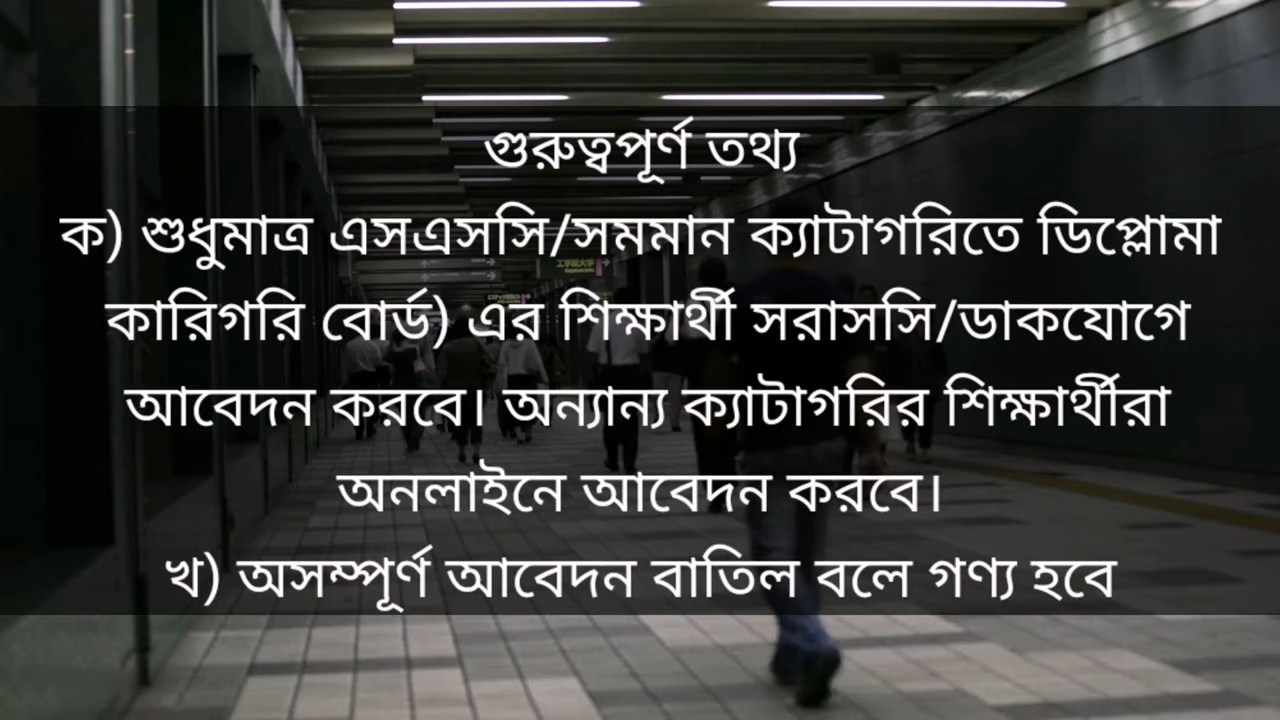 গুরুত্বপূর্ণ তথ্য
ক) শুধুমাত্র এসএসসি/সমমান ক্যাটাগরিতে ডিপ্লোমা
কারিগরি বোর্ড) এর শিক্ষার্থী সরাসসি/ডাকযোগে
আবেদন করবে। অন্যান্য ক্যাটাগরির শিক্ষার্থীরা
অনলাইনে আবেদন করবে।
খ) অসম্পূর্ণ আবেদন বাতিল বলে গণ্য হবে